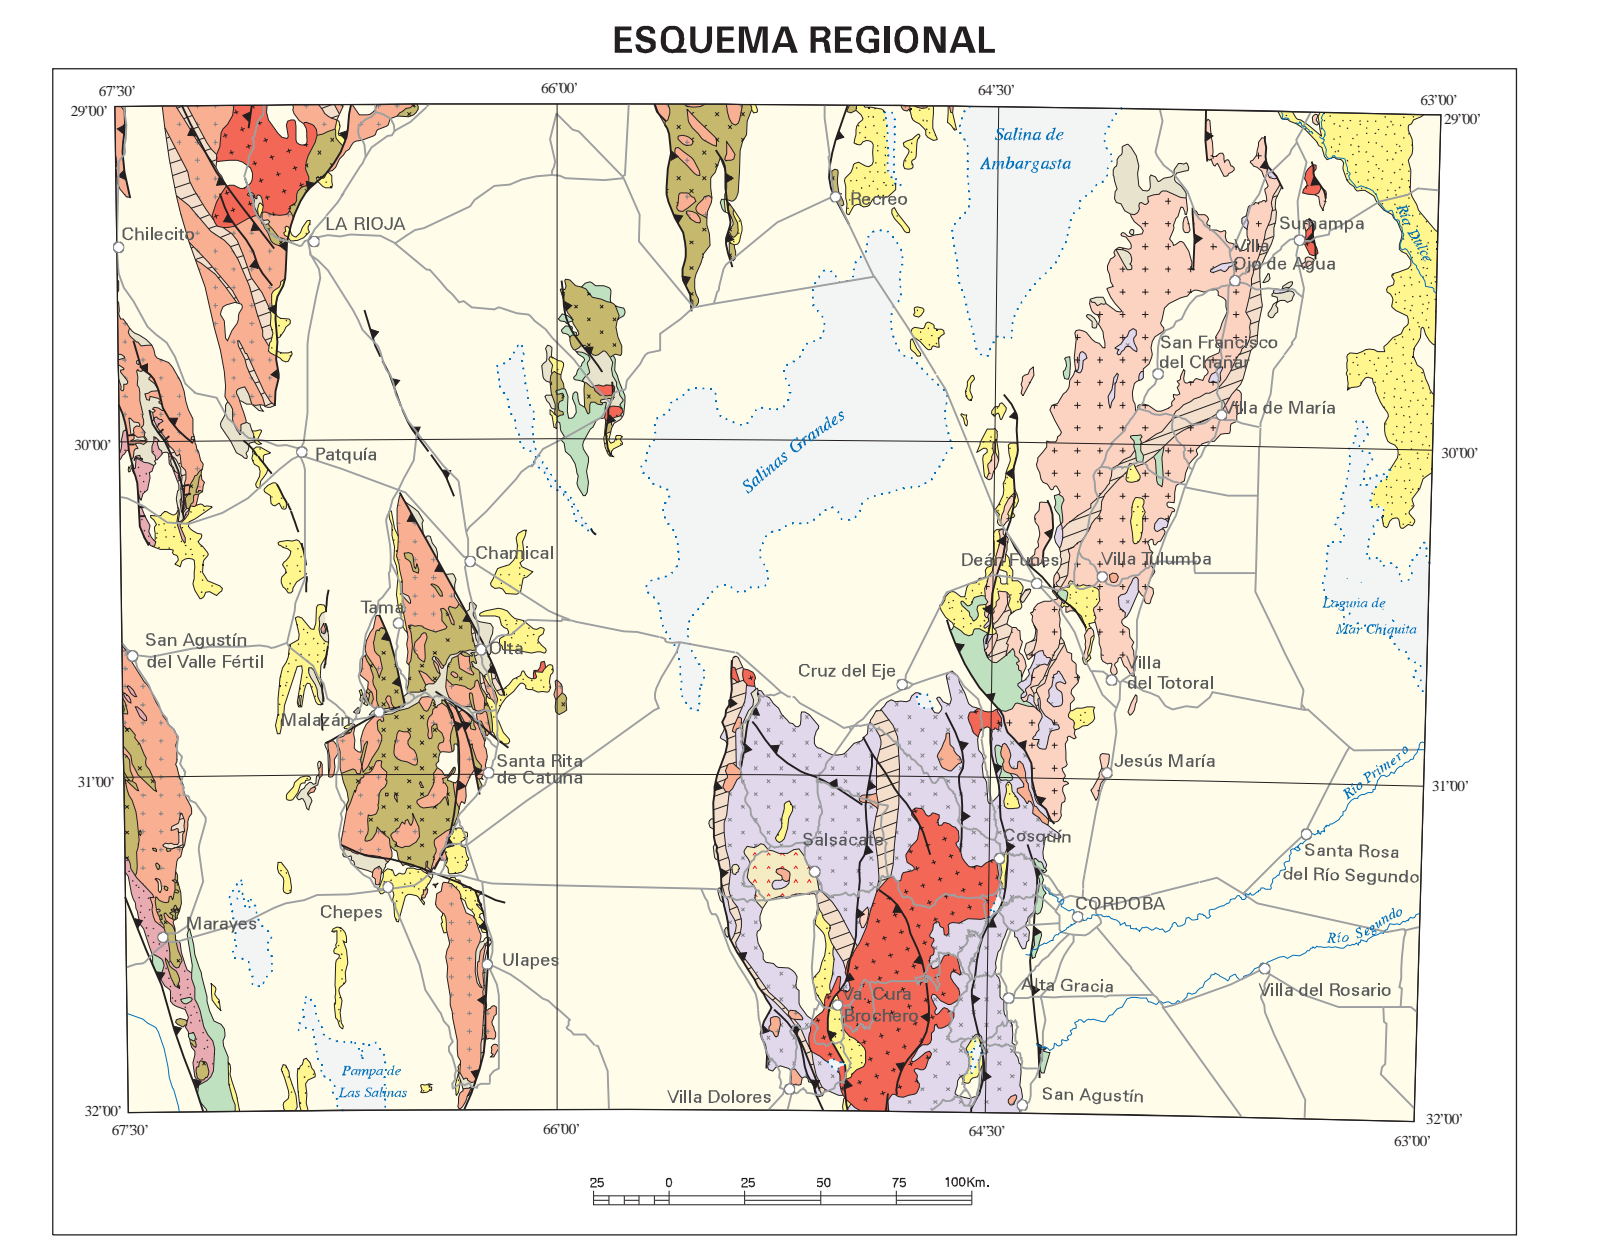 ESQUEMA REGIONAL
67˚30'
66˚00'
64˚30'
63˚00'
29˚00'
29˚00'
Salina de
Ambargasta
Recreo
Sumampa
Río Dulce
LA RIOJA
Chilecito
Villa
Ojo de Agua
San Francisco
del Chañar
Villa de María
Salinas Grandes
30˚00'
30˚00'
Patquía
Chamical
Deán Funes
Villa Tulumba
Tama
Laguna de
Mar Chiquita
San Agustín
del Valle Fértil
Olta
Cruz del Eje
Villa
del Totoral
Malazán
Santa Rita
de Catuna
Jesús María
Río Primero
31˚00'
31˚00'
Salsacate
Cosquín
Santa Rosa
del Río Segundo
Chepes
CORDOBA
Marayes
Río Segundo
Ulapes
Va. Cura
Brochero
Alta Gracia
Villa del Rosario
Pampa de
Las Salinas
Villa Dolores
San Agustín
32˚00'
32˚00'
67˚30'
66˚00'
64˚30'
63˚00'
25 0 25 50 75 100Km.